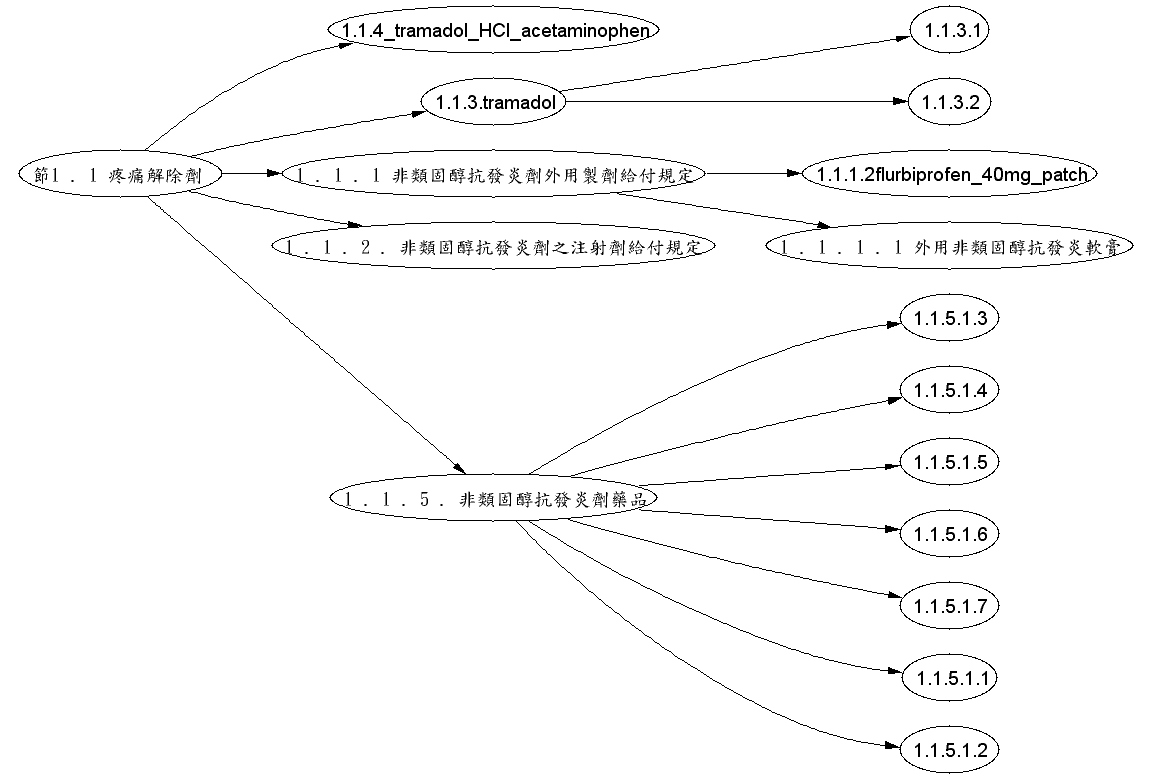 1.1.4_tramadol_HCl_acetaminophen
1.1.3.1
1.1.3.tramadol
1.1.3.2
節1．1疼痛解除劑
１．１．１非類固醇抗發炎劑外用製劑給付規定
1.1.1.2flurbiprofen_40mg_patch
１．１．２．非類固醇抗發炎劑之注射劑給付規定
１．１．１．１外用非類固醇抗發炎軟膏
1.1.5.1.3
1.1.5.1.4
1.1.5.1.5
１．１．５．非類固醇抗發炎劑藥品
1.1.5.1.6
1.1.5.1.7
1.1.5.1.1
1.1.5.1.2